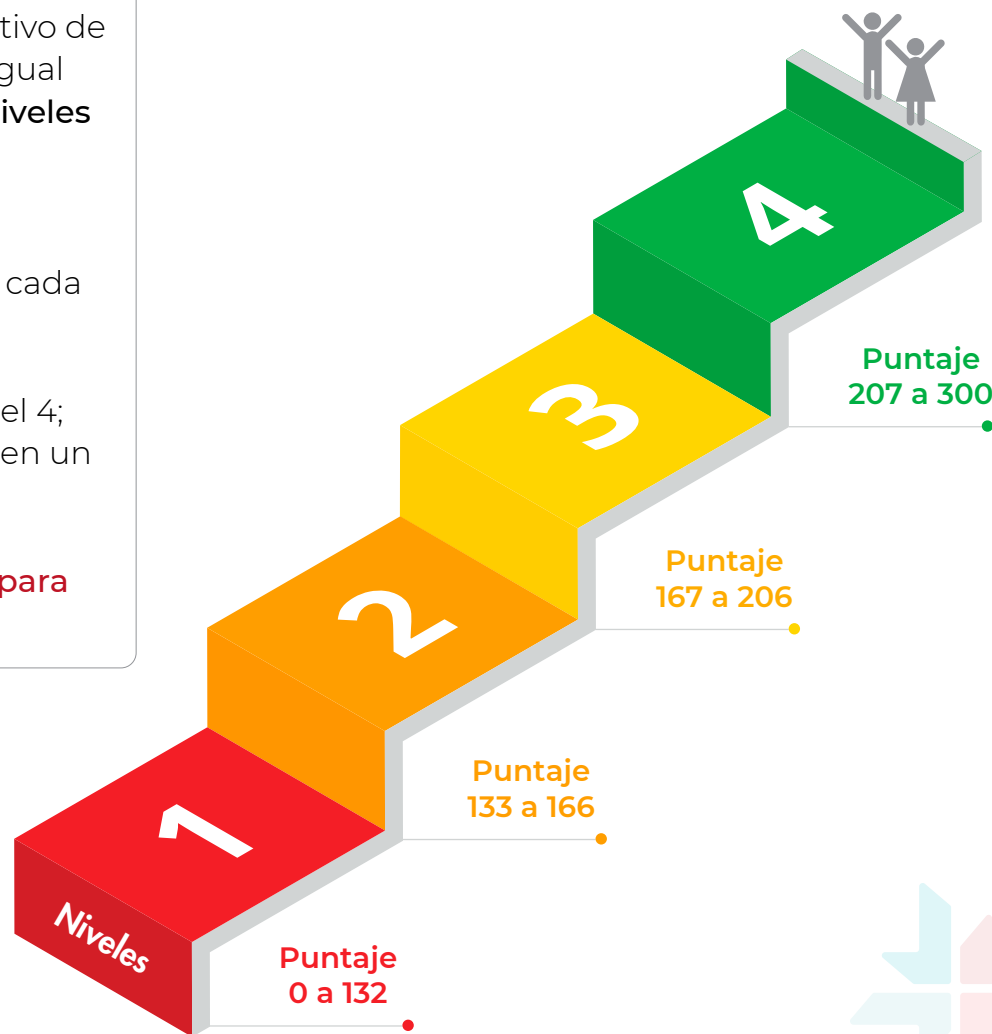 tivo de
gual
iveles
cada
el 4;
en un
para
4
Puntaje
207 a 300
3
Puntaje
167 a 206
2
Puntaje
133 a 166
1
Niveles
Puntaje
0 a 132